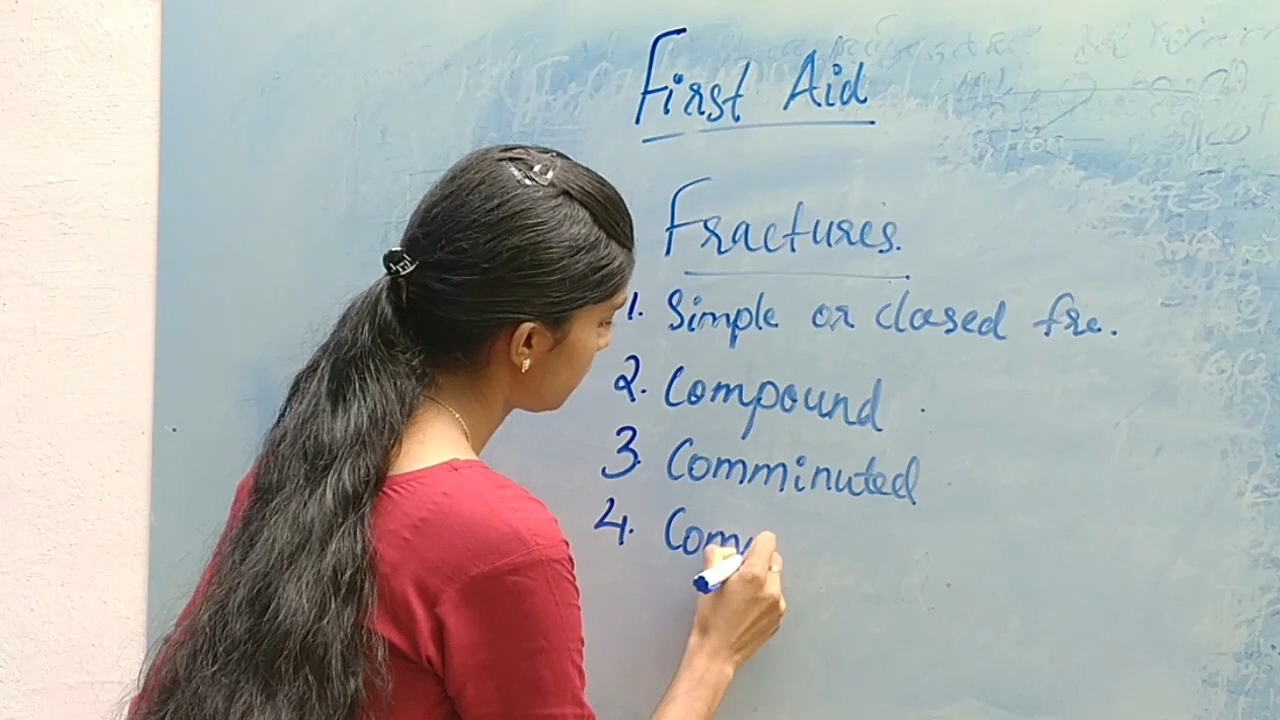 First Aid
Fractures.
1. Simple or closed fre.
2. Compound
3. Comminuted
4. Com